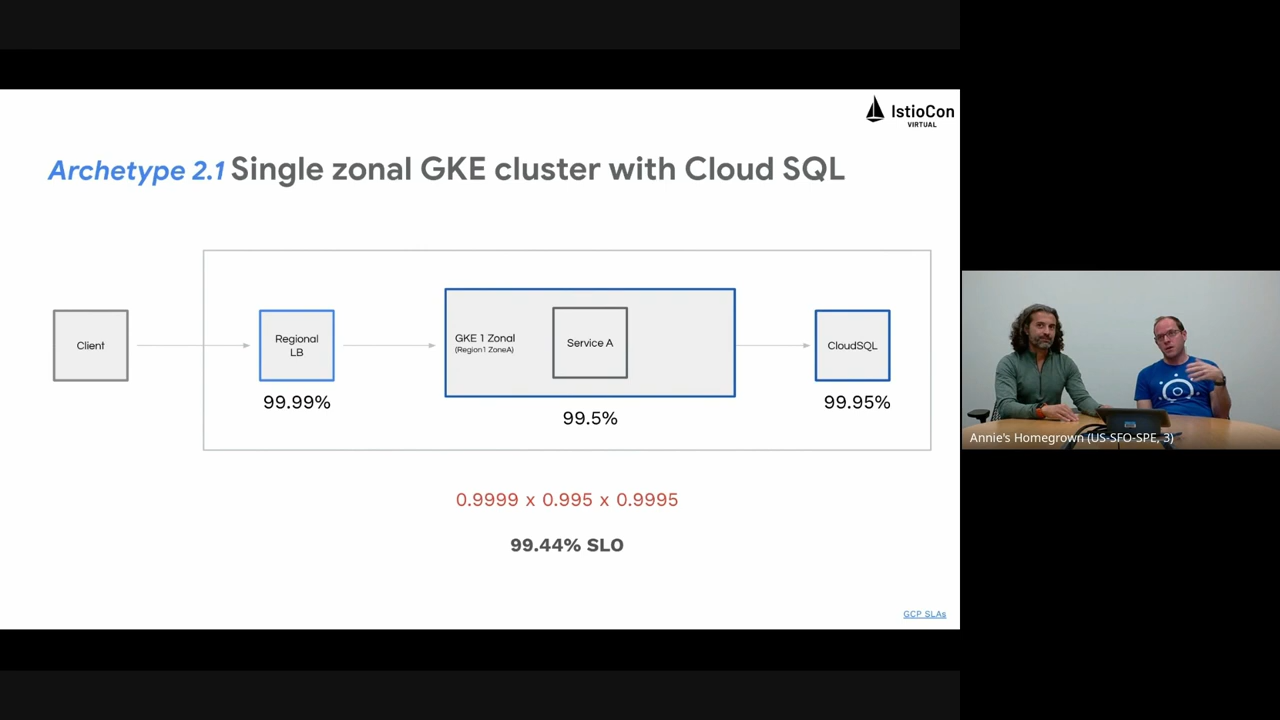 IstioCon
VIRTUAL
Archetype 2.1 Single zonal GKE cluster with Cloud SQL
Client
Regional
LB
99.99%
GKE 1 Zonal
(Region1 ZoneA)
Service A
99.5%
CloudSQL
99.95%
0.9999 x 0.995 x 0.9995
99.44% SLO
GCP SLAs
Annie's Homegrown (US-SFO-SPE, 3)